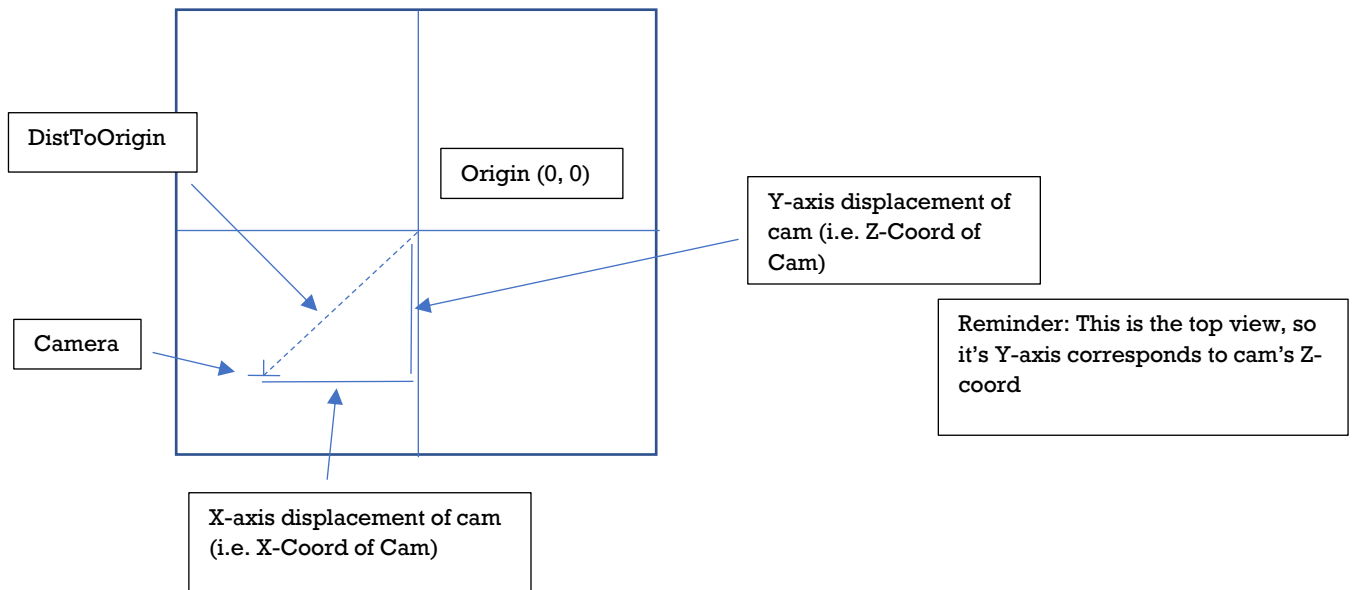 DistToOrigin
Origin (0, 0)
Y-axis displacement of
cam (i.e. Z-Coord of
Cam)
Reminder: This is the top view, so
it's Y-axis corresponds to cam's Z-
coord
Camera
X-axis displacement of cam
(i.e. X-Coord of Cam)